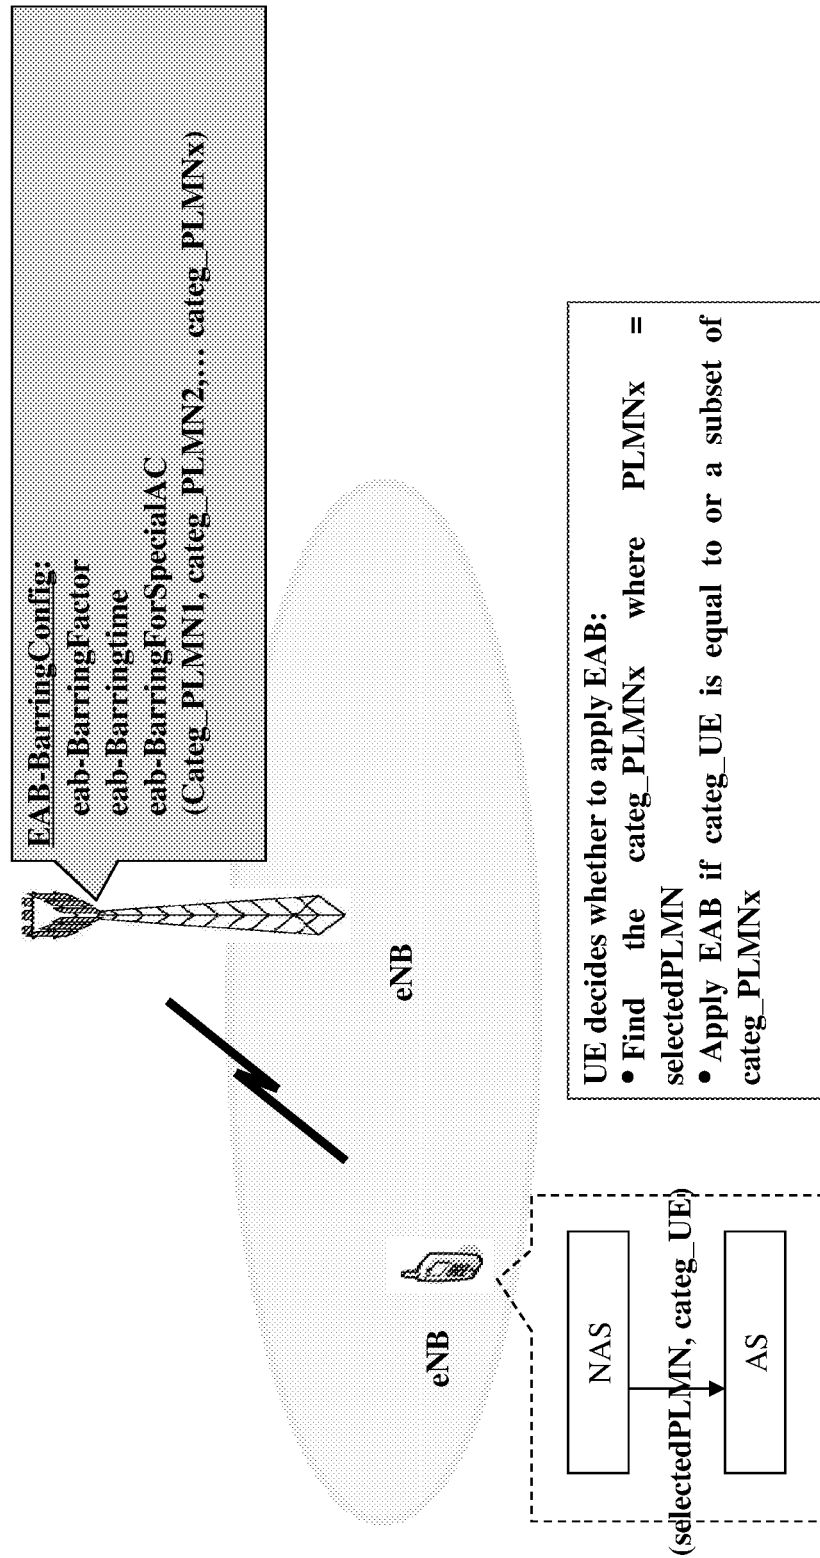 EAB-BarringConfig:
eab-BarringFactor
eab-Barringtime
eab-BarringForSpecialAC
(Categ_PLMN1, categ_PLMN2,... categ_PLMNx)
eNB
eNB
NAS
(selectedPLMN, categ_UE)
AS
UE decides whether to apply EAB:
• Find the categ_PLMNx where PLMNx =
selectedPLMN
• Apply EAB if categ_UE is equal to or a subset of
categ_PLMNx